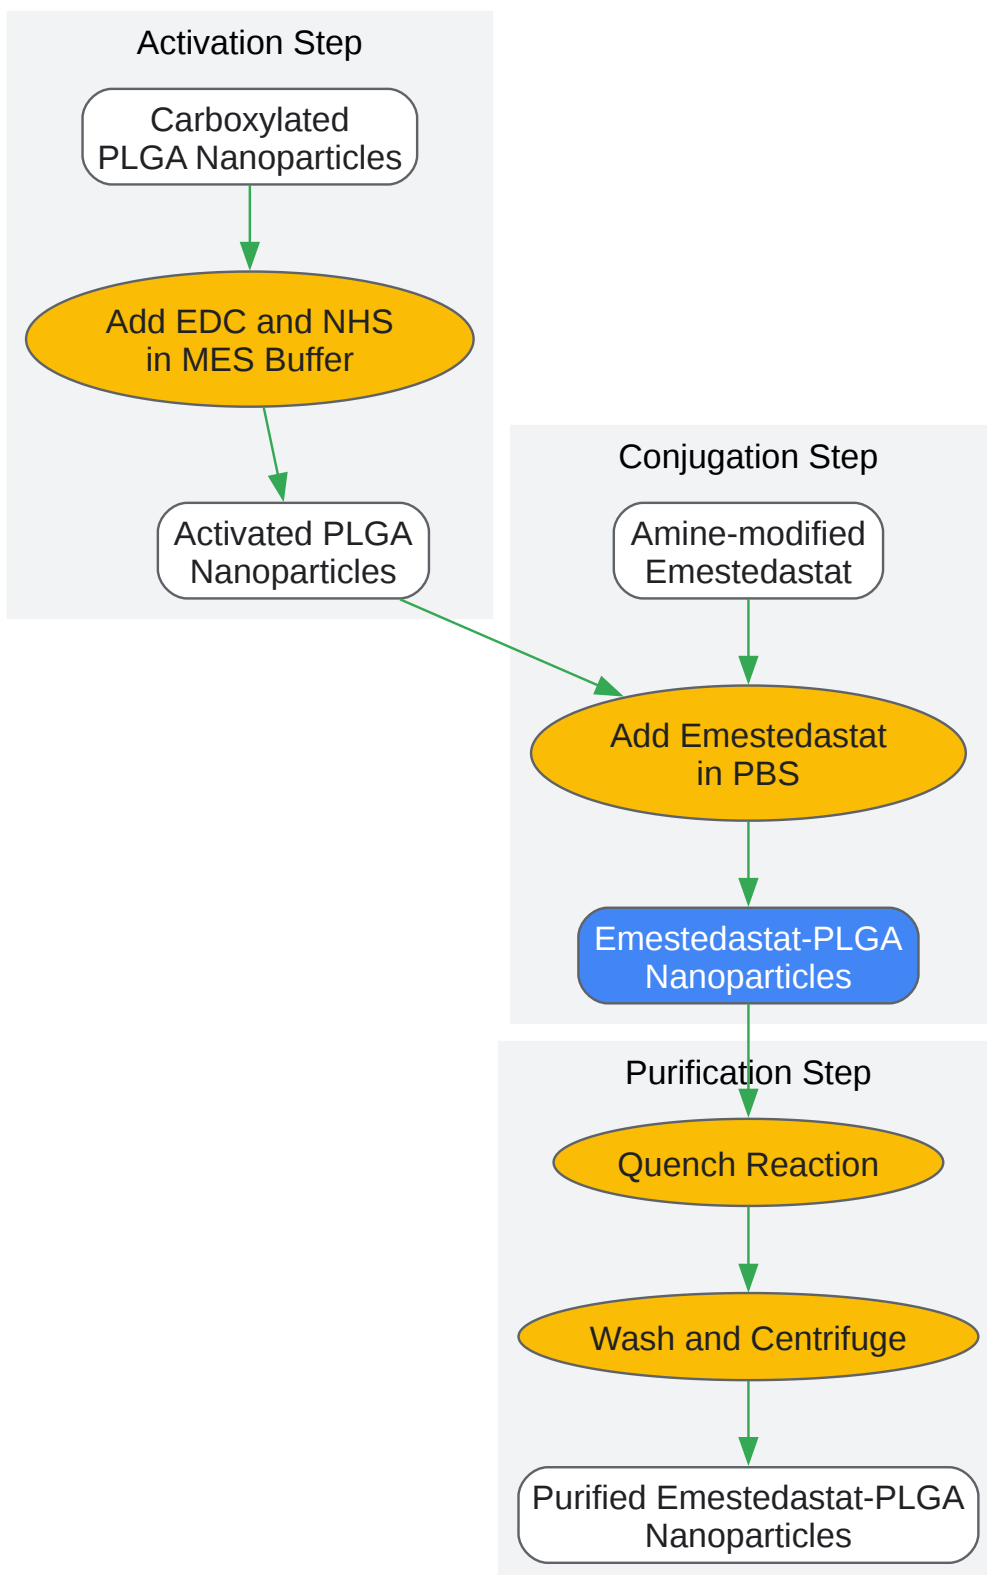 Activation Step
Carboxylated
PLGA Nanoparticles
Add EDC and NHS
in MES Buffer
Activated PLGA
Nanoparticles
Conjugation Step
Amine-modified
Emestedastat
Add Emestedastat
in PBS
Emestedastat-PLGA
Nanoparticles
Purification Step
Quench Reaction
Wash and Centrifuge
Purified Emestedastat-PLGA
Nanoparticles